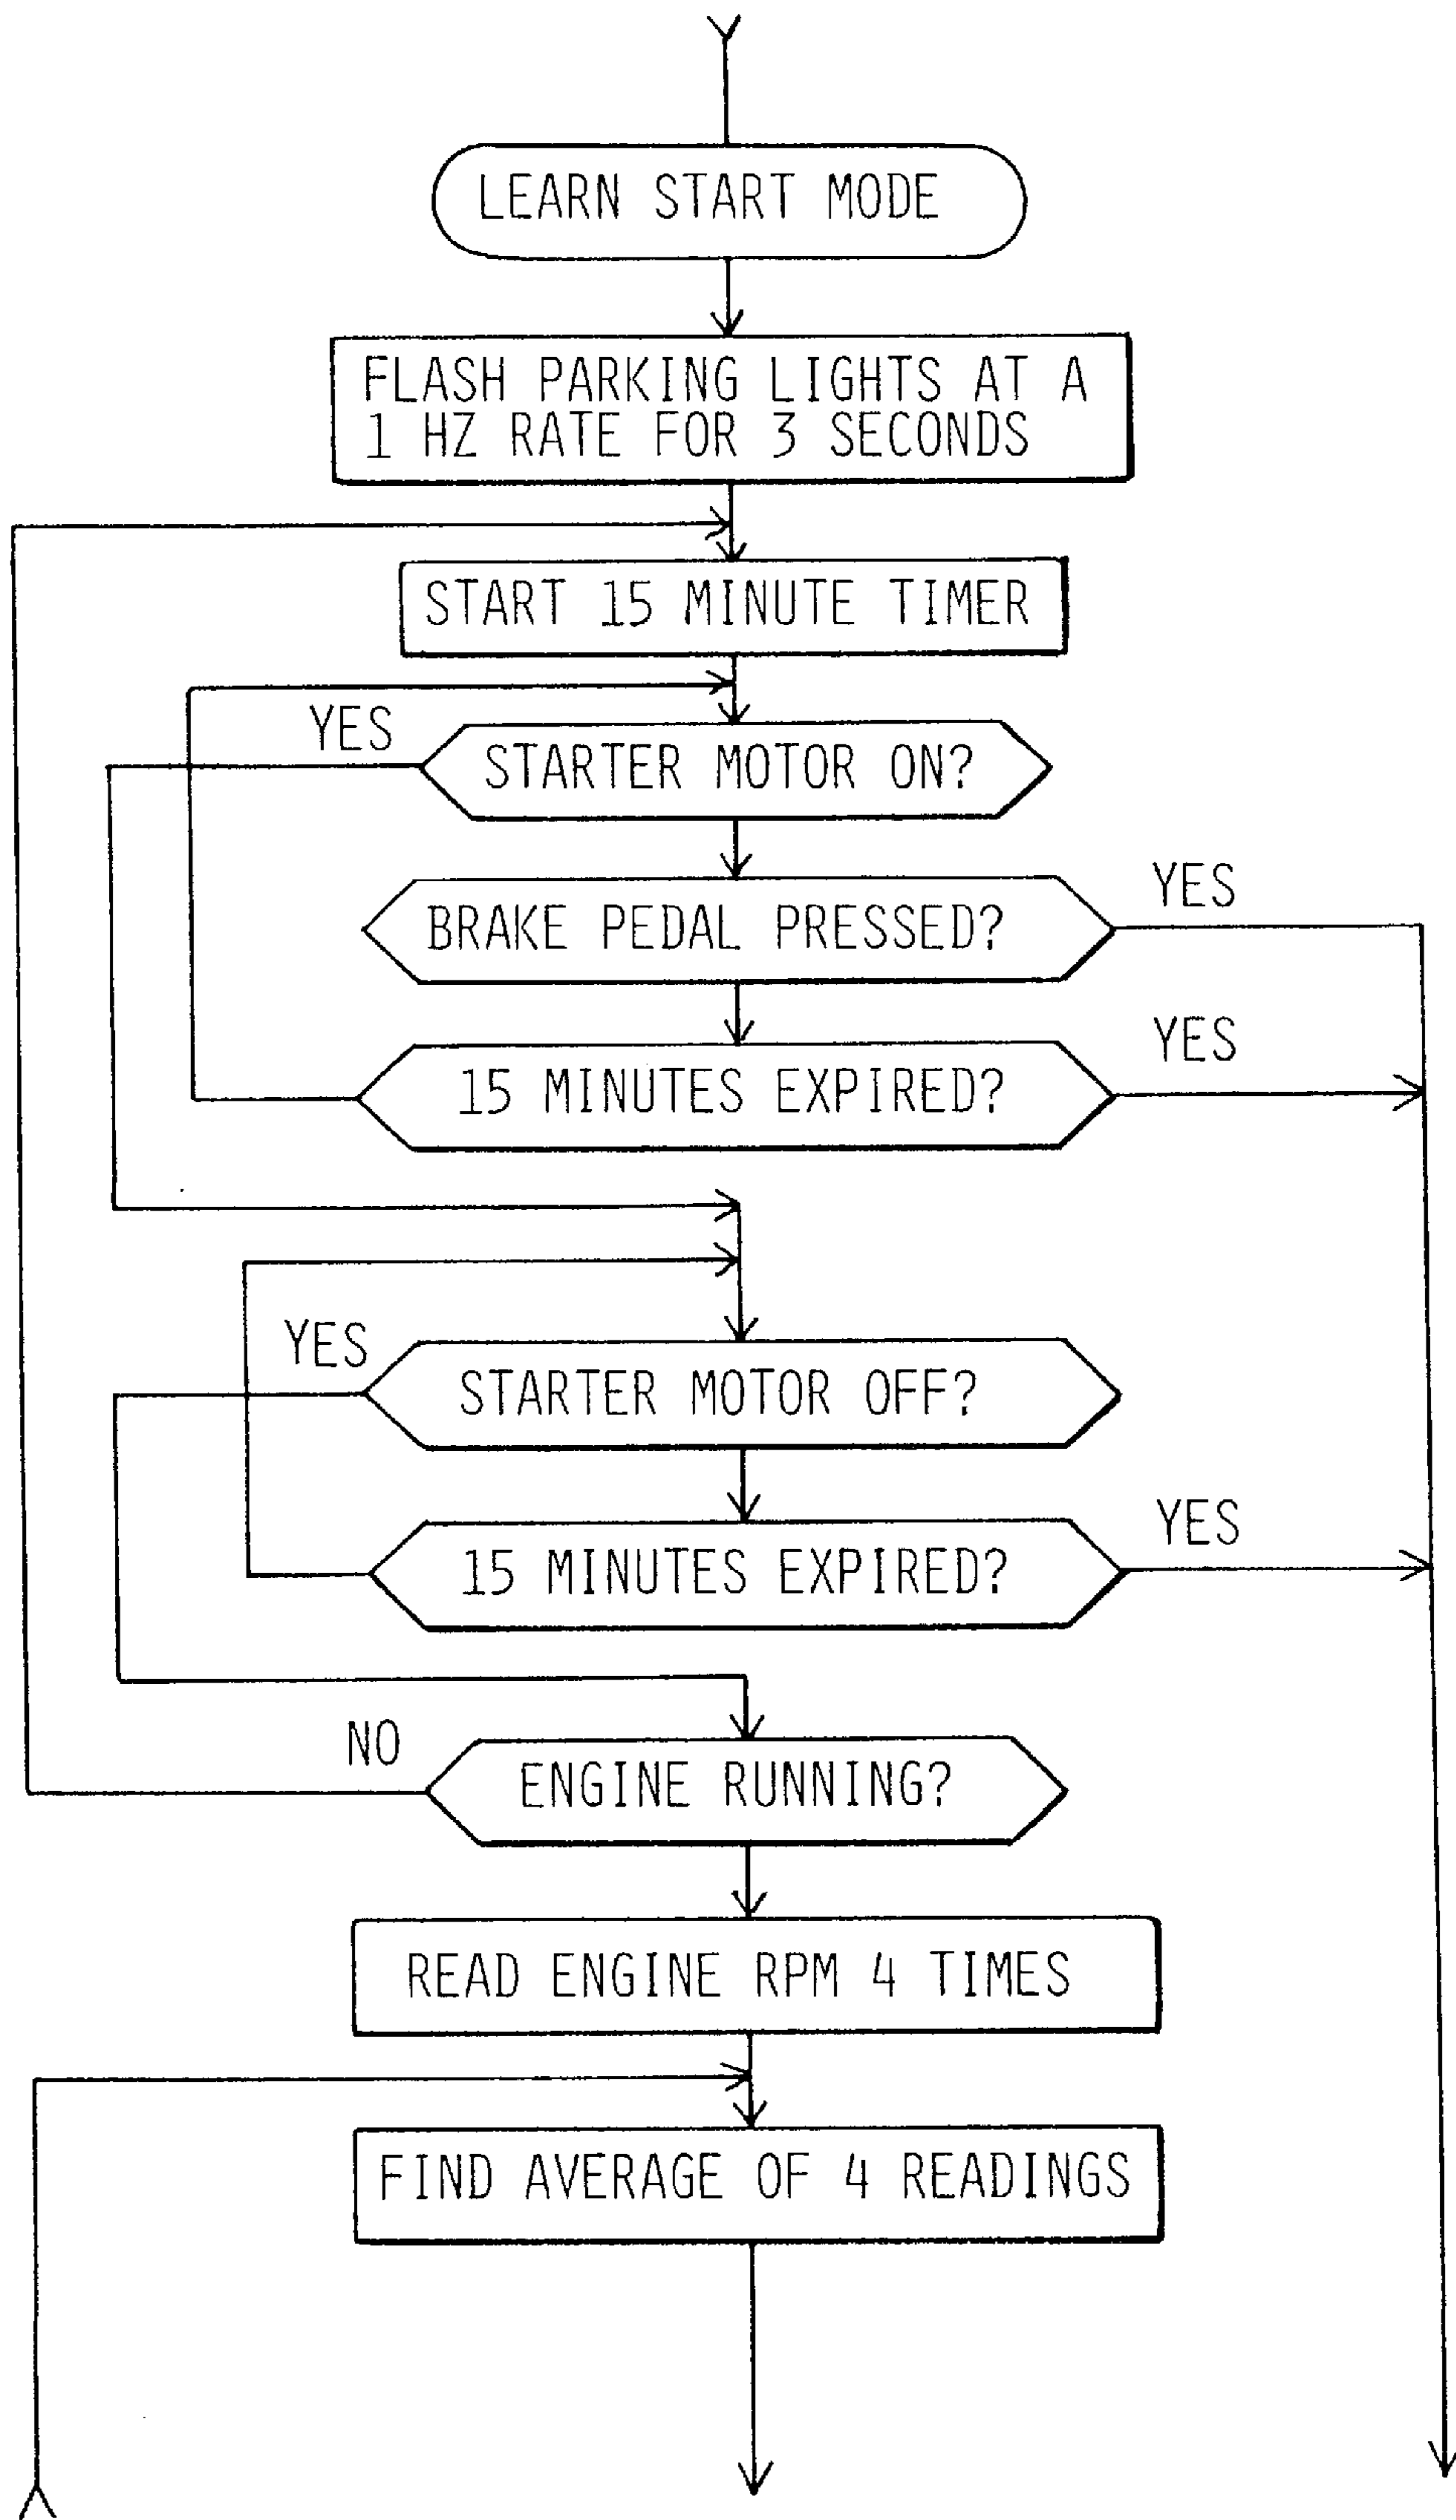 LEARN START MODE
FLASH PARKING LIGHTS AT A
1 HZ RATE FOR 3 SECONDS
START 15 MINUTE TIMER
YES
STARTER MOTOR ON?
YES
BRAKE PEDAL PRESSED?
YES
15 MINUTES EXPIRED?
YES
STARTER MOTOR OFF?
YES
15 MINUTES EXPIRED?
NO
ENGINE RUNNING?
READ ENGINE RPM 4 TIMES
FIND AVERAGE OF 4 READINGS